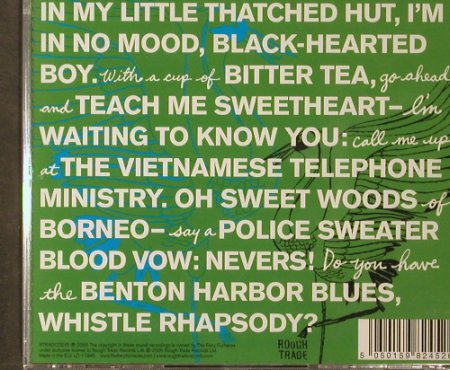 IN MY LITTLE THATCHED HUT, I'M
IN NO MOOD, BLACK-HEARTED
BOY. With a cup of BITTER TEA, go ahead
and TEACH ME SWEETHEART– I'm
WAITING TO KNOW YOU: call me up
at THE VIETNAMESE TELEPHONE
MINISTRY. OH SWEET WOODS of
BORNEO– say a POLICE SWEATER
BLOOD VOW: NEVERS! Do you have
the BENTON HARBOR BLUES,
WHISTLE RHAPSODY?
ROUGH
TRADE
5 050159 82452